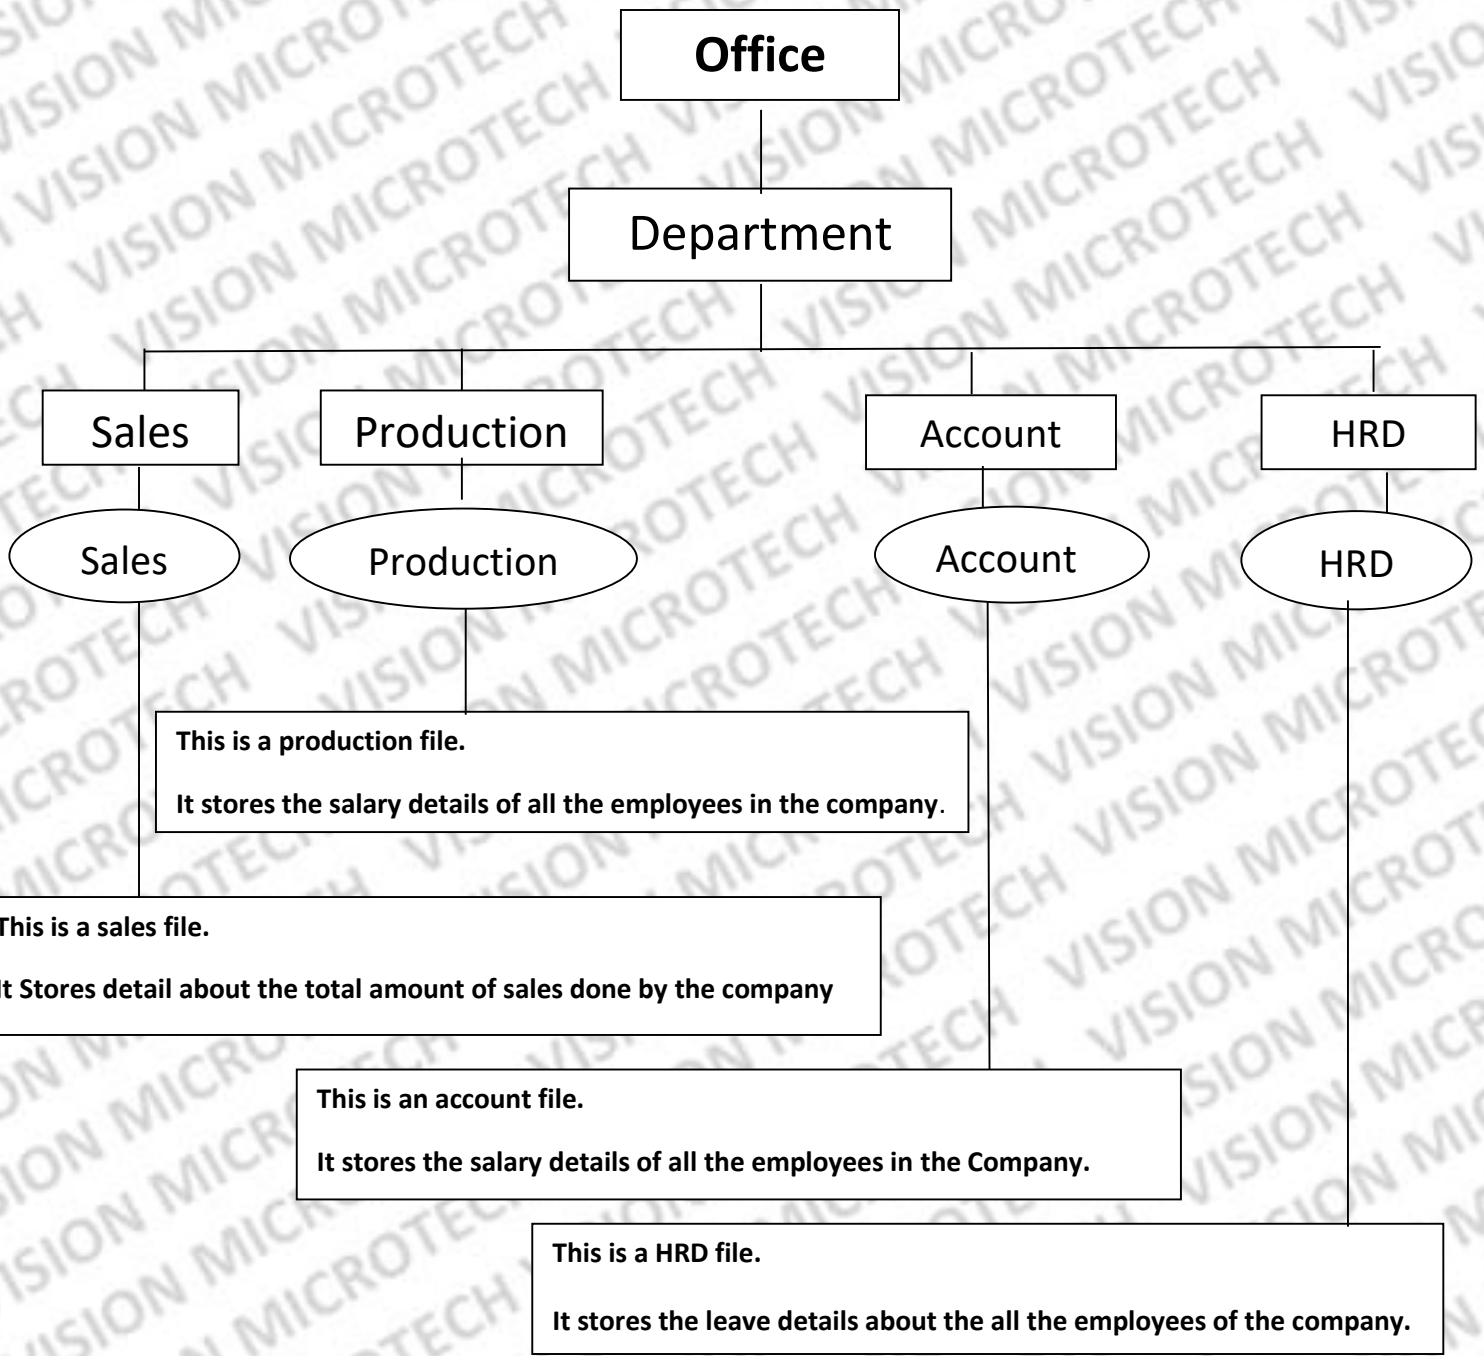 Office
Department
Sales
Production
Account
HRD
Sales
Production
Account
HRD
This is a production file.
It stores the salary details of all the employees in the company.
This is a sales file.
It Stores detail about the total amount of sales done by the company
This is an account file.
It stores the salary details of all the employees in the Company.
This is a HRD file.
It stores the leave details about the all the employees of the company.
VISION MICROTECH